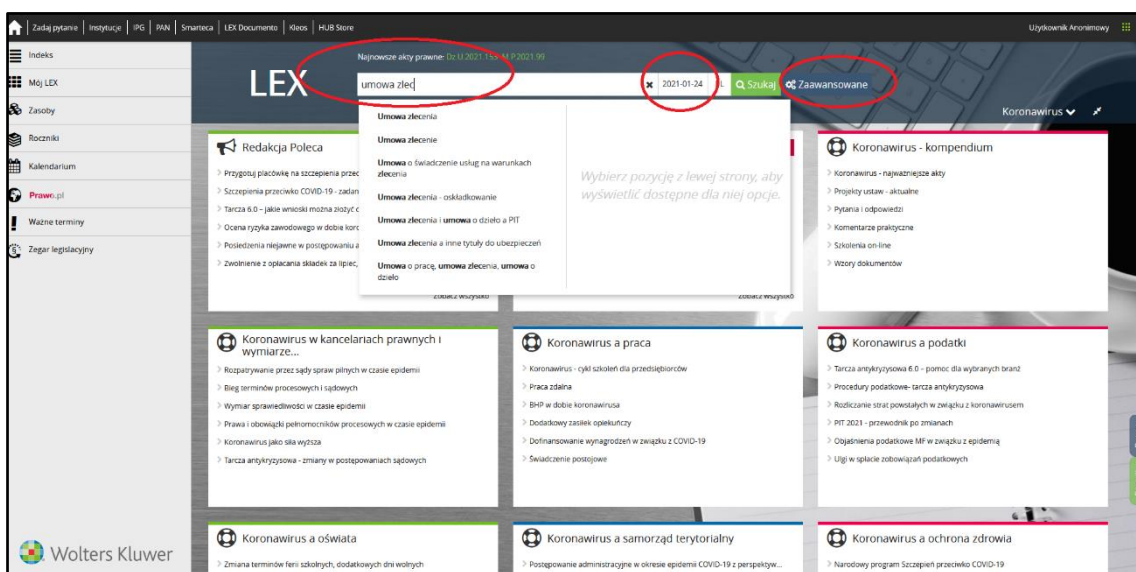 Zadaj pytanie | Instytucje | IPG | PAN | Smarteca | LEX Documento | Kleos | HUB Store
Użytkownik Anonimowy
Indeks
Mój LEX
Zasoby
Roczniki
Kalendarium
Prawo.pl
Ważne terminy
Zegar legislacyjny
Wolters Kluwer
Najnowsze akty prawne: Dz.U.2021.155 M.P.2021.99
LEX
umowa zlec
2021-01-24
Szukaj
Zaawansowane
Koronawirus
Umowa zlecenia
Umowa zlecenie
Umowa o świadczenie usług na warunkach
zlecenia
Umowa zlecenia - oskładkowanie
Umowa zlecenia i umowa o dzieło a PIT
Umowa zlecenia a inne tytuły do ubezpieczeń
Umowa o pracę, umowa zlecenia, umowa o
dzieło
Wybierz pozycję z lewej strony, aby
wyświetlić dostępne dla niej opcje.
Redakcja Poleca
Przygotuj placówkę na szczepienia przec
Szczepienia przeciwko COVID-19 - zadan
Tarcza 6.0 – jakie wnioski można złożyć
Ocena ryzyka zawodowego w dobie koro
Posiedzenia niejawne w postępowaniu a
Zwolnienie z opłacania składek za lipiec,
Zobacz wszystko
Zobacz wszystko
Koronawirus - kompendium
Koronawirus - najważniejsze akty
Projekty ustaw - aktualne
Pytania i odpowiedzi
Komentarze praktyczne
Szkolenia on-line
Wzory dokumentów
Koronawirus w kancelariach prawnych i
wymiarze...
Rozpatrywanie przez sądy spraw pilnych w czasie epidemii
Bieg terminów procesowych i sądowych
Wymiar sprawiedliwości w czasie epidemii
Prawa i obowiązki pełnomocników procesowych w czasie epidemii
Koronawirus jako siła wyższa
Tarcza antykryzysowa - zmiany w postępowaniach sądowych
Koronawirus a praca
Koronawirus - cykl szkoleń dla przedsiębiorców
Praca zdalna
BHP w dobie koronawirusa
Dodatkowy zasiłek opiekuńczy
Dofinansowanie wynagrodzeń w związku z COVID-19
Świadczenie postojowe
Koronawirus a podatki
Tarcza antykryzysowa 6.0 – pomoc dla wybranych branż
Procedury podatkowe- tarcza antykryzysowa
Rozliczanie strat powstałych w związku z koronawirusem
PIT 2021 - przewodnik po zmianach
Objaśnienia podatkowe MF w związku z epidemią
Ulgi w spłacie zobowiązań podatkowych
Koronawirus a oświata
Zmiana terminów ferii szkolnych, dodatkowych dni wolnych
Koronawirus a samorząd terytorialny
Postępowanie administracyjne w okresie epidemii COVID-19 z perspektyw...
Koronawirus a ochrona zdrowia
Narodowy program Szczepień przeciwko COVID-19